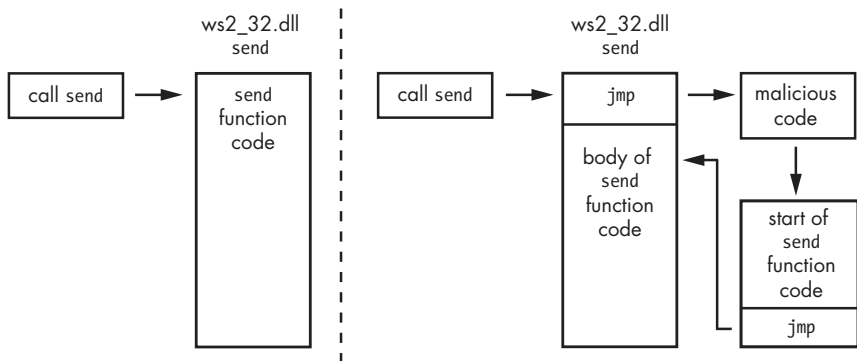 ws2_32.dll
send
call send
send
function
code
ws2_32.dll
send
call send
jmp
body of
send
function
code
malicious
code
start of
send
function
code
jmp